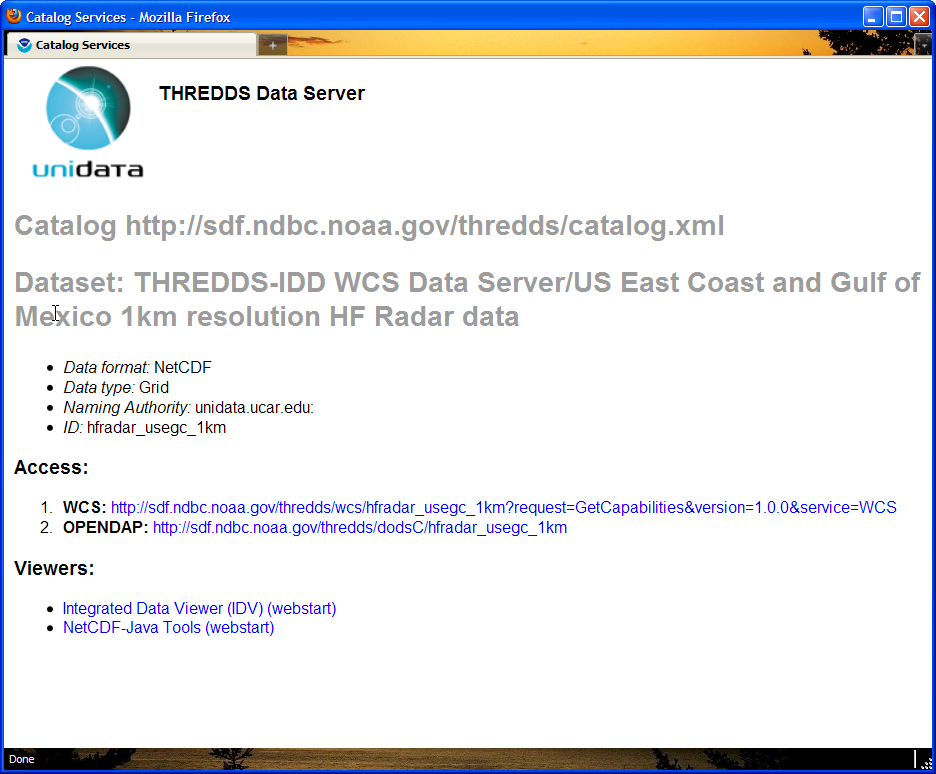 Catalog Services - Mozilla Firefox
Catalog Services
THREDDS Data Server
unidata
Catalog http://sdf.ndbc.noaa.gov/thredds/catalog.xml
Dataset: THREDDS-IDD WCS Data Server/US East Coast and Gulf of
Mexico 1km resolution HF Radar data
• Data format: NetCDF
• Data type: Grid
• Naming Authority: unidata.ucar.edu:
• ID: hfradar_usegc_1km
Access:
1. WCS: http://sdf.ndbc.noaa.gov/thredds/wcs/hfradar_usegc_1km?request=GetCapabilities&version=1.0.0&service=WCS
2. OPENDAP: http://sdf.ndbc.noaa.gov/thredds/dodsC/hfradar_usegc_1km
Viewers:
• Integrated Data Viewer (IDV) (webstart)
• NetCDF-Java Tools (webstart)
Done